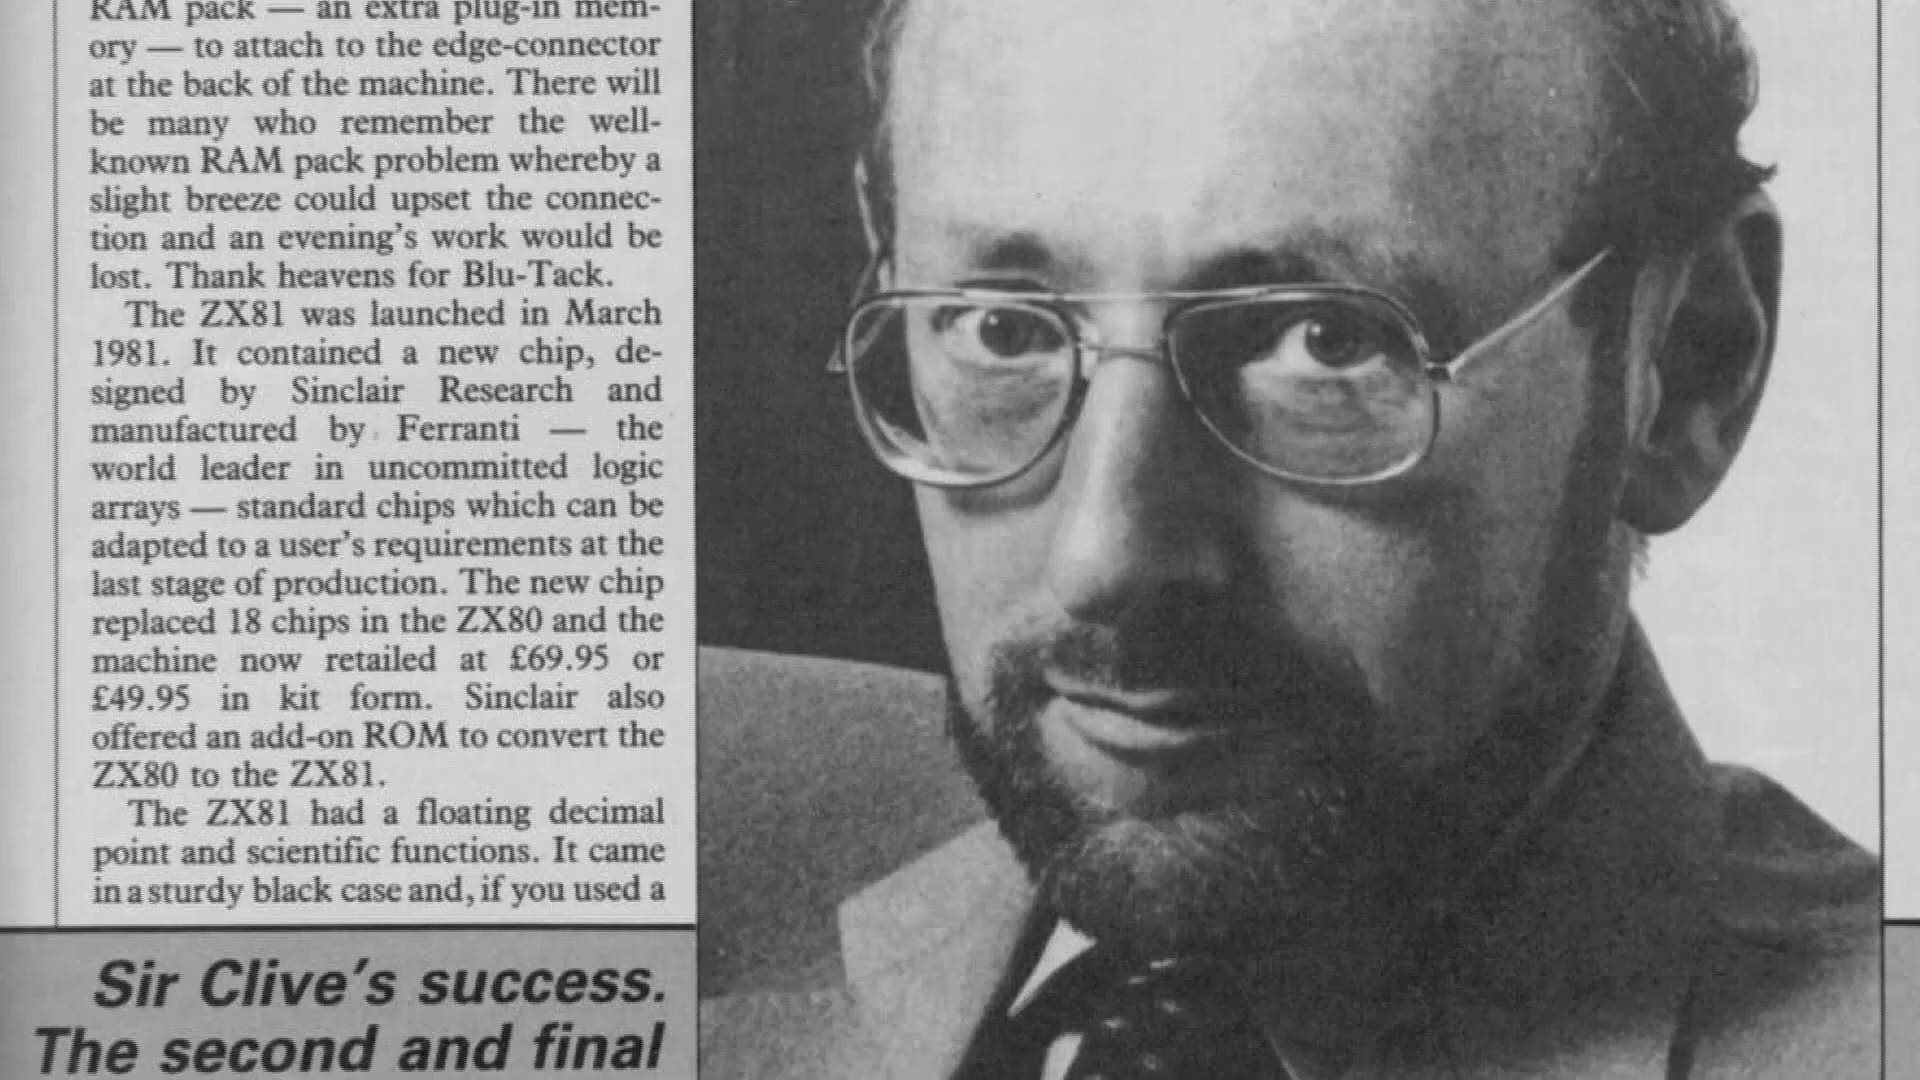 RAM pack — an extra plug-in mem-
ory — to attach to the edge-connector
at the back of the machine. There will
be many who remember the well-
known RAM pack problem whereby a
slight breeze could upset the connec-
tion and an evening's work would be
lost. Thank heavens for Blu-Tack.
The ZX81 was launched in March
1981. It contained a new chip, de-
signed by Sinclair Research and
manufactured by Ferranti — the
world leader in uncommitted logic
arrays — standard chips which can be
adapted to a user's requirements at the
last stage of production. The new chip
replaced 18 chips in the ZX80 and the
machine now retailed at £69.95 or
£49.95 in kit form. Sinclair also
offered an add-on ROM to convert the
ZX80 to the ZX81.
The ZX81 had a floating decimal
point and scientific functions. It came
in a sturdy black case and, if you used a
Sir Clive's success.
The second and final